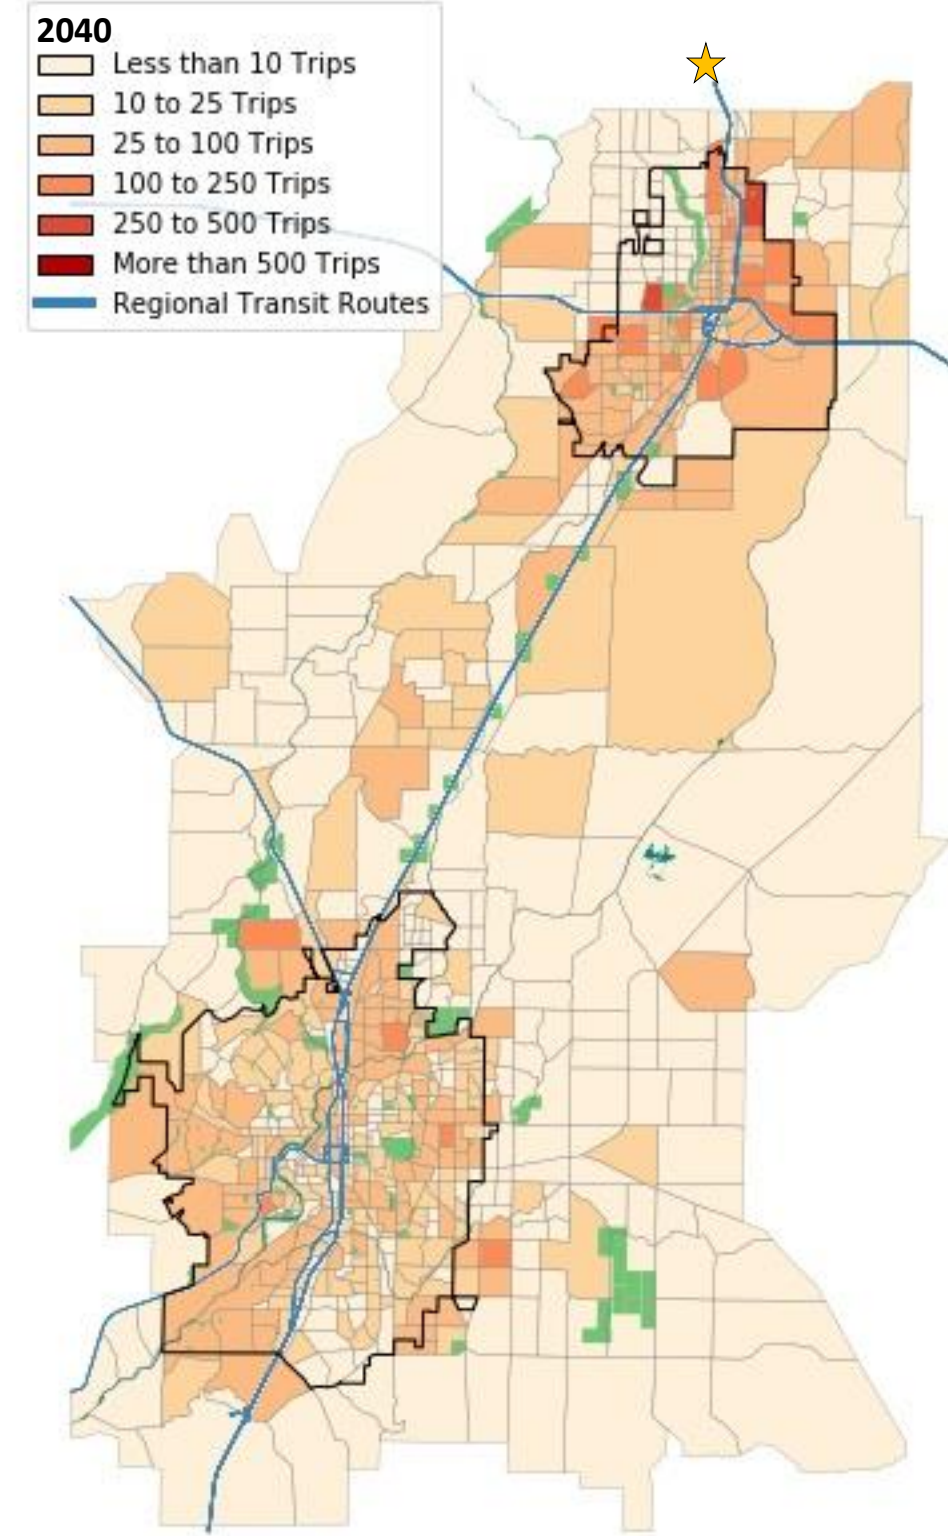 2040
Less than 10 Trips
10 to 25 Trips
25 to 100 Trips
100 to 250 Trips
250 to 500 Trips
More than 500 Trips
Regional Transit Routes